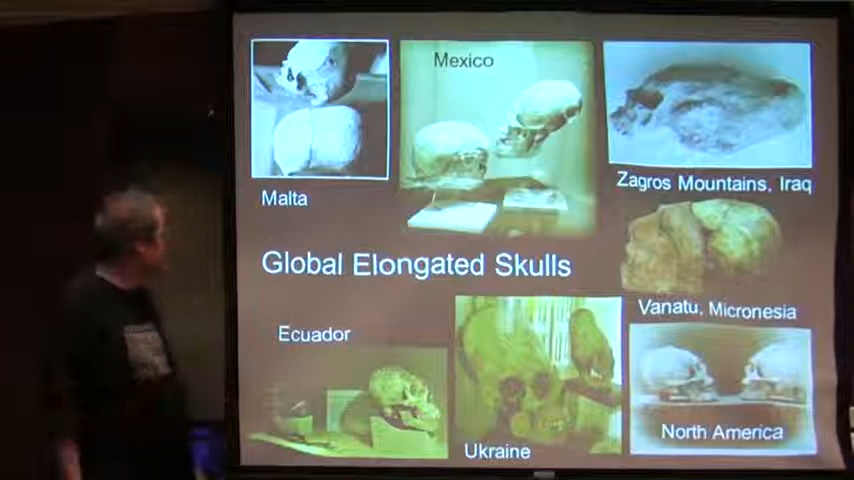 Mexico
Malta
Zagros Mountains, Iraq
Global Elongated Skulls
Vanatu, Micronesia
Ecuador
North America
Ukraine